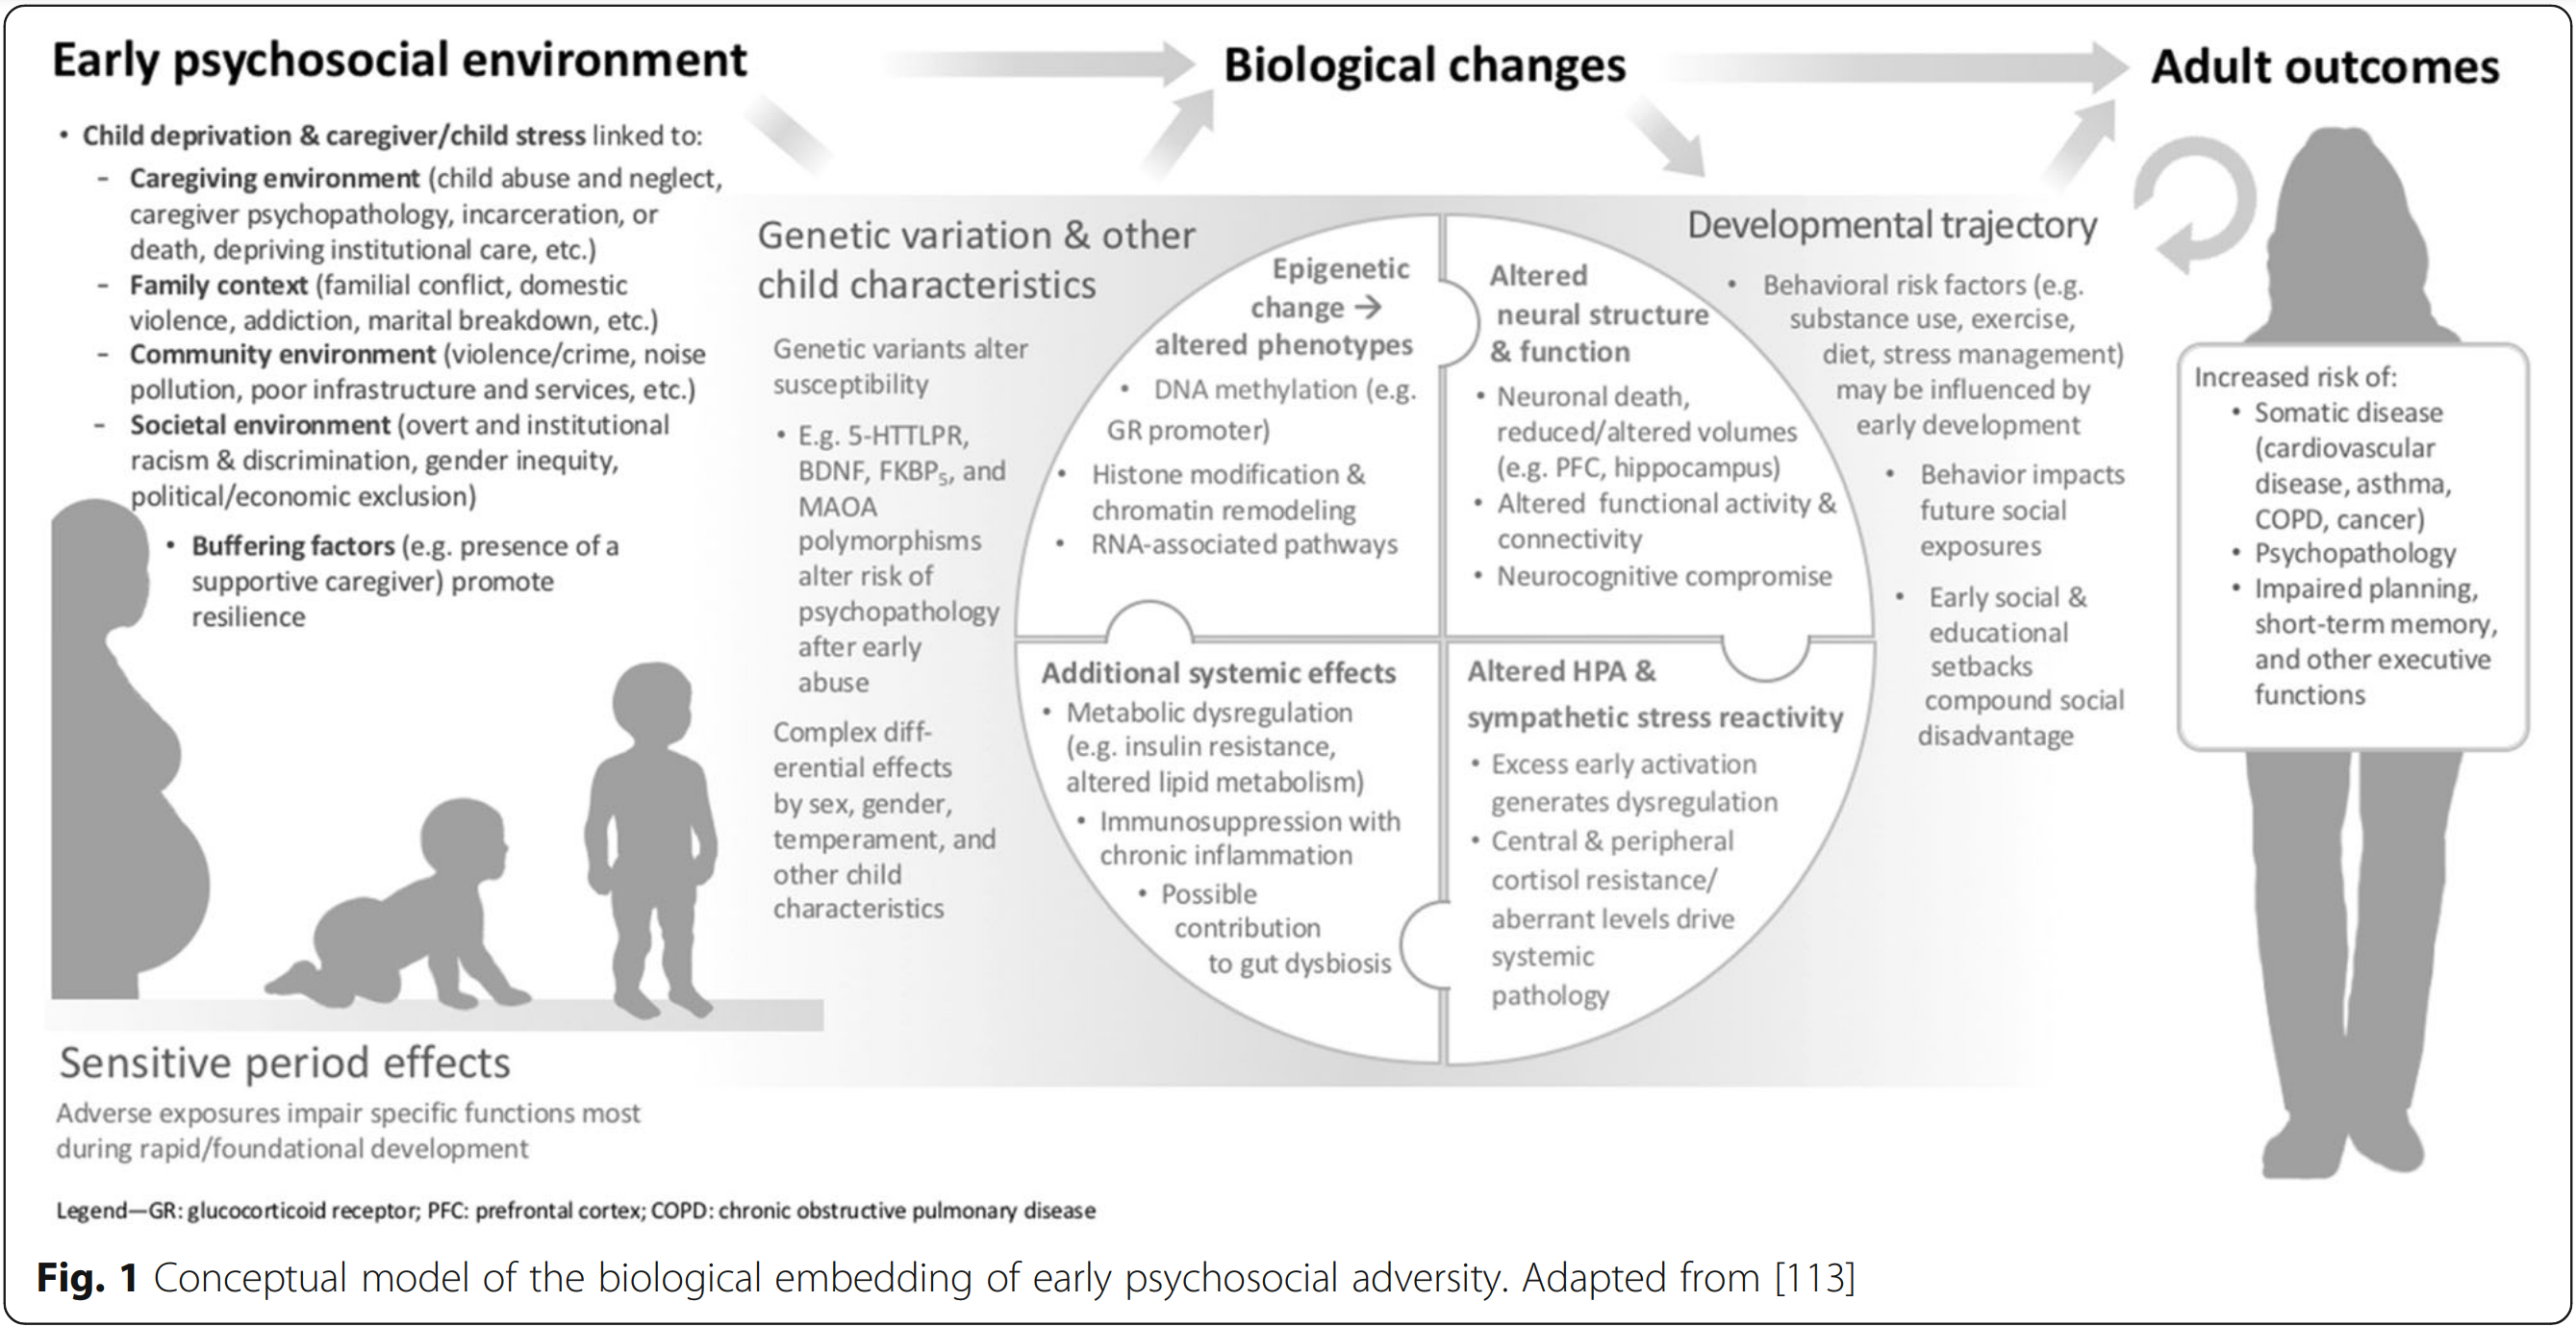 Early psychosocial environment
Biological changes
Adult outcomes
• Child deprivation & caregiver/child stress linked to:
– Caregiving environment (child abuse and neglect,
caregiver psychopathology, incarceration, or
death, depriving institutional care, etc.)
– Family context (familial conflict, domestic
violence, addiction, marital breakdown, etc.)
– Community environment (violence/crime, noise
pollution, poor infrastructure and services, etc.)
– Societal environment (overt and institutional
racism & discrimination, gender inequity,
political/economic exclusion)
• Buffering factors (e.g. presence of a
supportive caregiver) promote
resilience
Sensitive period effects
Adverse exposures impair specific functions most
during rapid/foundational development
Genetic variation & other
child characteristics
Genetic variants alter
susceptibility
• E.g. 5-HTTLPR,
BDNF, FKBP5, and
MAOA
polymorphisms
alter risk of
psychopathology
after early
abuse
Complex diff-
erential effects
by sex, gender,
temperament, and
other child
characteristics
Epigenetic
change →
altered phenotypes
• DNA methylation (e.g.
GR promoter)
• Histone modification &
chromatin remodeling
• RNA-associated pathways
Altered
neural structure
& function
• Neuronal death,
reduced/altered volumes
(e.g. PFC, hippocampus)
• Altered functional activity &
connectivity
• Neurocognitive compromise
Additional systemic effects
• Metabolic dysregulation
(e.g. insulin resistance,
altered lipid metabolism)
• Immunosuppression with
chronic inflammation
• Possible
contribution
to gut dysbiosis
Altered HPA &
sympathetic stress reactivity
• Excess early activation
generates dysregulation
• Central & peripheral
cortisol resistance/
aberrant levels drive
systemic
pathology
Developmental trajectory
• Behavioral risk factors (e.g.
substance use, exercise,
diet, stress management)
may be influenced by
early development
• Behavior impacts
future social
exposures
• Early social &
educational
setbacks
compound social
disadvantage
Increased risk of:
• Somatic disease
(cardiovascular
disease, asthma,
COPD, cancer)
• Psychopathology
• Impaired planning,
short-term memory,
and other executive
functions
Legend—GR: glucocorticoid receptor; PFC: prefrontal cortex; COPD: chronic obstructive pulmonary disease
Fig. 1 Conceptual model of the biological embedding of early psychosocial adversity. Adapted from [113]